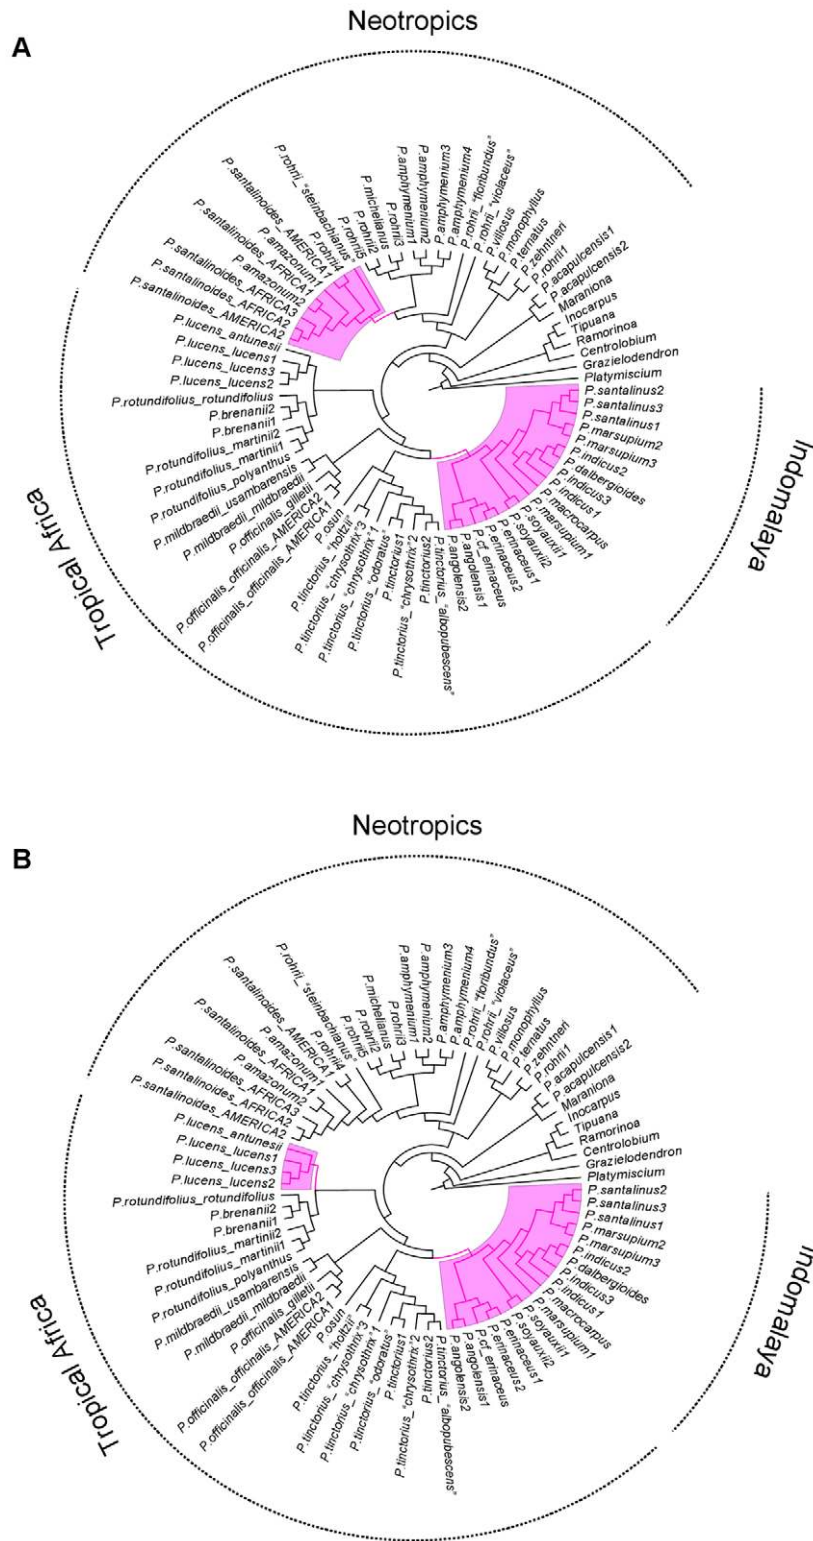 Neotropics
A
P.santalinoides_AMERICA2
P.santalinoides_AFRICA2
P.santalinoides_AFRICA3
P.amazonum2
P.santalinoides_AFRICA1
P.amazonum1
P.santalinoides_AMERICA1
P.rohrii4
P.rohrii_"steinbachianus"
P.rohrii5
P.rohrii2
P.michelianus
P.rohrii3
P.amphymenium1
P.amphymenium2
P.amphymenium3
P.amphymenium4
P.rohrii_"floribundus"
P.rohrii_"violaceus"
P.villosus
P.monophyllus
P.ternatus
P.zehntneri
P.rohrii1
P.acapulcensis1
P.acapulcensis2
Maraniona
Inocarpus
Tipuana
Ramorinoa
Centrolobium
Grazielodendron
Platymiscium
P.santalinus2
P.santalinus3
P.santalinus1
P.marsupium2
P.marsupium3
P.indicus2
P.dalbergioides
P.indicus3
P.indicus1
P.macrocarpus
P.marsupium1
P.soyauxii1
P.soyauxii2
P.erinaceus1
P.erinaceus2
P.cf_erinaceus
P.angolensis1
P.angolensis2
P.tinctorius_"albopubescens"
P.tinctorius2
P.tinctorius_"chrysothrix"2
P.tinctorius1
P.tinctorius_"odoratus"
P.tinctorius_"chrysothrix"1
P.tinctorius_"chrysothrix"3
P.tinctorius_"holtzii"
P.osun
P.officinalis_officinalis_AMERICA1
P.officinalis_officinalis_AMERICA2
P.officinalis_gilletii
P.mildbraedii_mildbraedii
P.mildbraedii_usambarensis
P.rotundifolius_polyanthus
P.rotundifolius_martinii1
P.rotundifolius_martinii2
P.brenanii1
P.brenanii2
P.rotundifolius_rotundifolius
P.lucens_lucens2
P.lucens_lucens3
P.lucens_lucens1
P.lucens_antunesii
Indomalaya
Tropical Africa
Neotropics
B
P.santalinoides_AMERICA2
P.santalinoides_AFRICA2
P.santalinoides_AFRICA3
P.amazonum2
P.santalinoides_AFRICA1
P.amazonum1
P.santalinoides_AMERICA1
P.rohrii4
P.rohrii_"steinbachianus"
P.rohrii5
P.rohrii2
P.michelianus
P.rohrii3
P.amphymenium1
P.amphymenium2
P.amphymenium3
P.amphymenium4
P.rohrii_"floribundus"
P.rohrii_"violaceus"
P.villosus
P.monophyllus
P.ternatus
P.zehntneri
P.rohrii1
P.acapulcensis1
P.acapulcensis2
Maraniona
Inocarpus
Tipuana
Ramorinoa
Centrolobium
Grazielodendron
Platymiscium
P.santalinus2
P.santalinus3
P.santalinus1
P.marsupium2
P.marsupium3
P.indicus2
P.dalbergioides
P.indicus1
P.indicus3
P.macrocarpus
P.marsupium1
P.soyauxii1
P.soyauxii2
P.erinaceus1
P.erinaceus2
P.cf_erinaceus
P.angolensis1
P.angolensis2
P.tinctorius_"albopubescens"
P.tinctorius2
P.tinctorius_"chrysothrix"2
P.tinctorius1
P.tinctorius_"odoratus"
P.tinctorius_"chrysothrix"1
P.tinctorius_"chrysothrix"3
P.tinctorius_"holtzii"
P.osun
P.officinalis_officinalis_AMERICA1
P.officinalis_officinalis_AMERICA2
P.officinalis_gilletii
P.mildbraedii_mildbraedii
P.mildbraedii_usambarensis
P.rotundifolius_polyanthus
P.rotundifolius_martinii1
P.rotundifolius_martinii2
P.brenanii1
P.brenanii2
P.rotundifolius_rotundifolius
P.lucens_lucens2
P.lucens_lucens3
P.lucens_lucens1
P.lucens_antunesii
Indomalaya
Tropical Africa